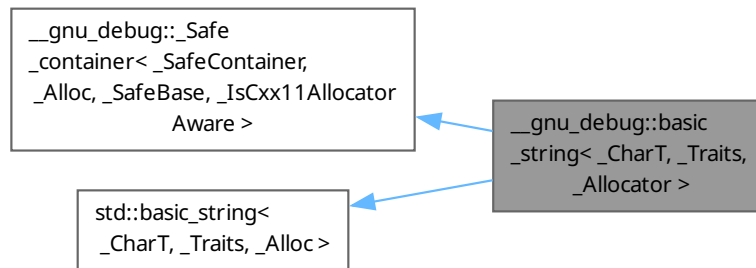 __gnu_debug::_Safe
_container< _SafeContainer,
_Alloc, _SafeBase, _IsCxx11Allocator
Aware >
__gnu_debug::basic
_string< _CharT, _Traits,
_Allocator >
std::basic_string<
_CharT, _Traits, _Alloc >